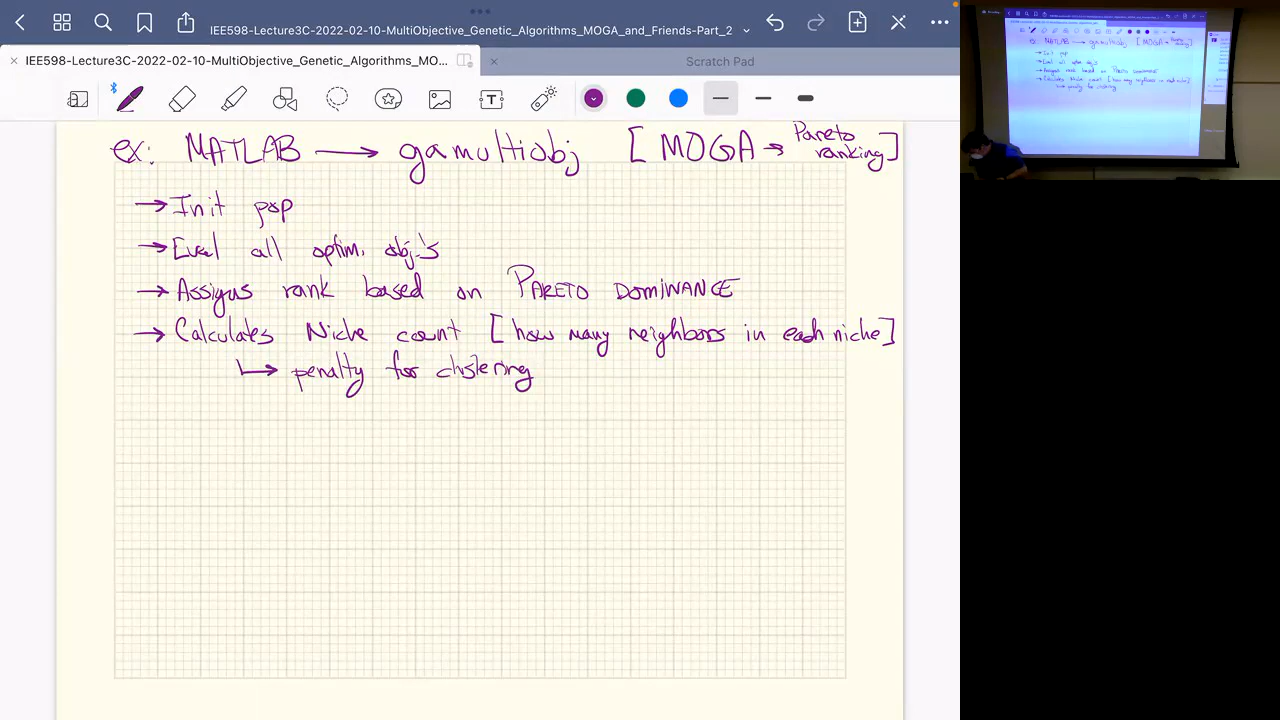 IEE598-Lecture3C-2022-02-10-MultiObjective_Genetic_Algorithms_MOGA_and_Friends-Part_2
IEE598-Lecture3C-2022-02-10-MultiObjective_Genetic_Algorithms_MO...
Scratch Pad
ex: MATLAB → gamultiobj [MOGA → Pareto ranking]
→ Init pop
→ Eval all optim. obj.'s
→ Assigns rank based on PARETO DOMINANCE
→ Calculates Niche count [how many neighbors in each niche]
↳ penalty for clustering